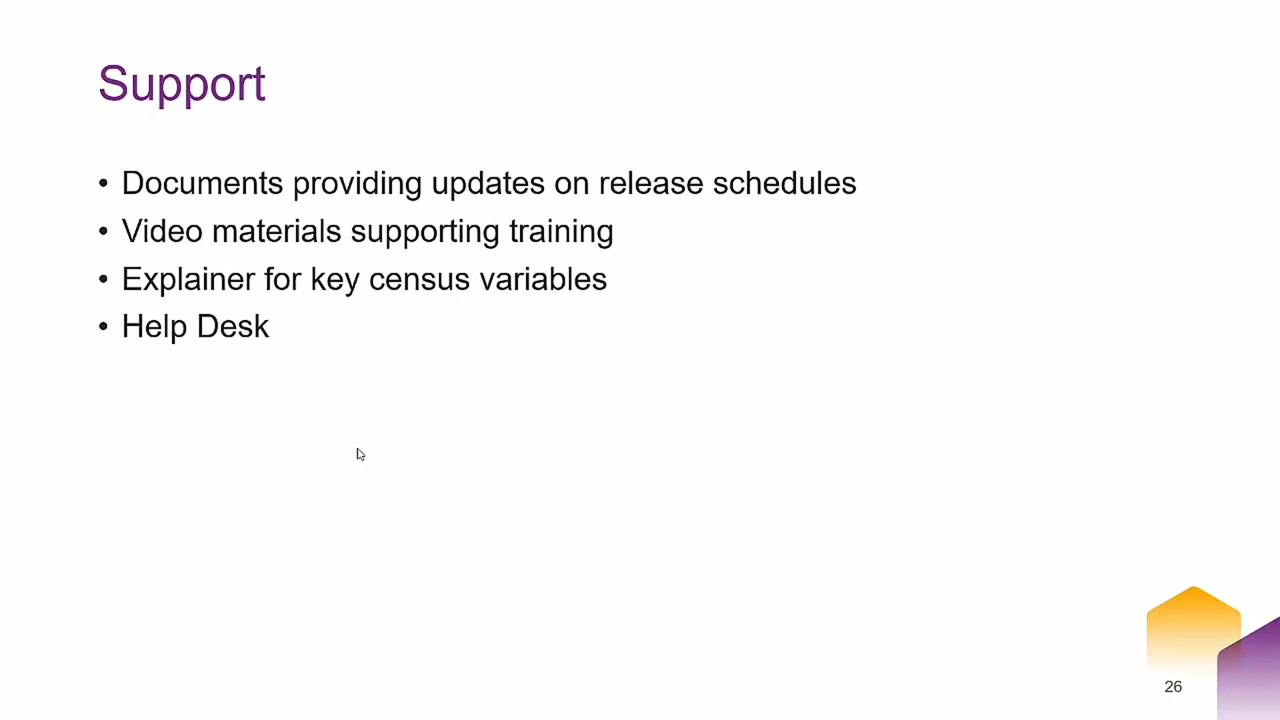 Support
• Documents providing updates on release schedules
• Video materials supporting training
• Explainer for key census variables
• Help Desk
26